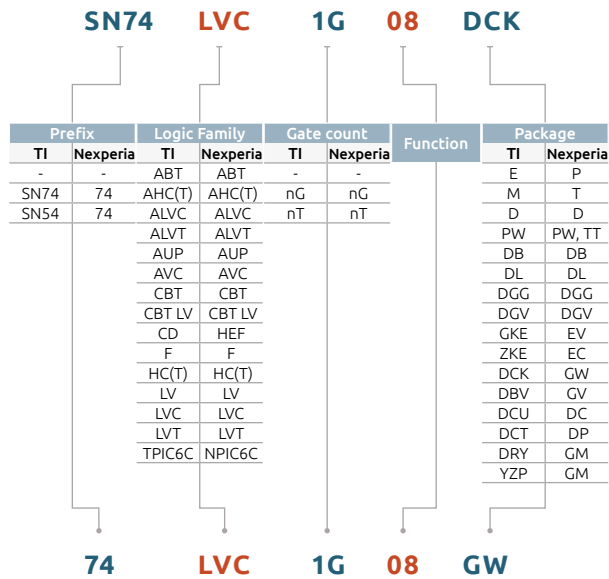 SN74 LVC 1G 08 DCK
Prefix Logic Family Gate count Function Package
TI Nexperia TI Nexperia TI Nexperia TI Nexperia
- - ABT ABT - - E P
SN74 74 AHC(T) AHC(T) nG nG M T
SN54 74 ALVC ALVC nT nT D D
ALVT ALVT PW PW, TT
AUP AUP DB DB
AVC AVC DL DL
CBT CBT DGG DGG
CBT LV CBT LV DGV DGV
CD HEF GKE EV
F F ZKE EC
HC(T) HC(T) DCK GW
LV LV DBV GV
LVC LVC DCU DC
LVT LVT DCT DP
TPIC6C NPIC6C DRY GM
YZP GM
74 LVC 1G 08 GW